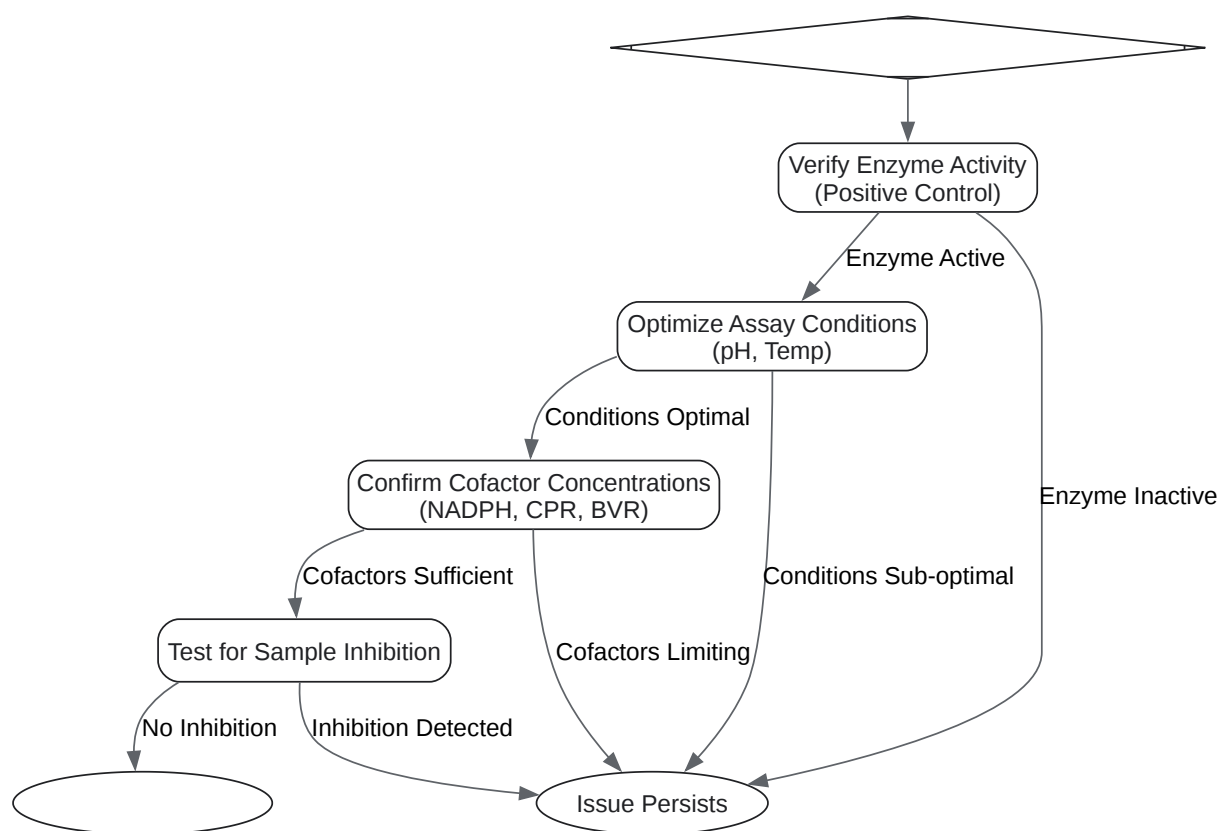 Verify Enzyme Activity
(Positive Control)
Enzyme Active
Optimize Assay Conditions
(pH, Temp)
Conditions Optimal
Confirm Cofactor Concentrations
(NADPH, CPR, BVR)
Enzyme Inactive
Cofactors Sufficient
Conditions Sub-optimal
Test for Sample Inhibition
Cofactors Limiting
No Inhibition
Inhibition Detected
Issue Persists